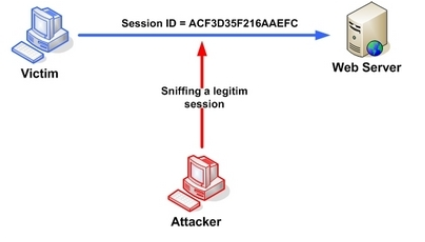 Session ID = ACF3D35F216AAEFC
Victim
Web Server
Sniffing a legitim
session
Attacker